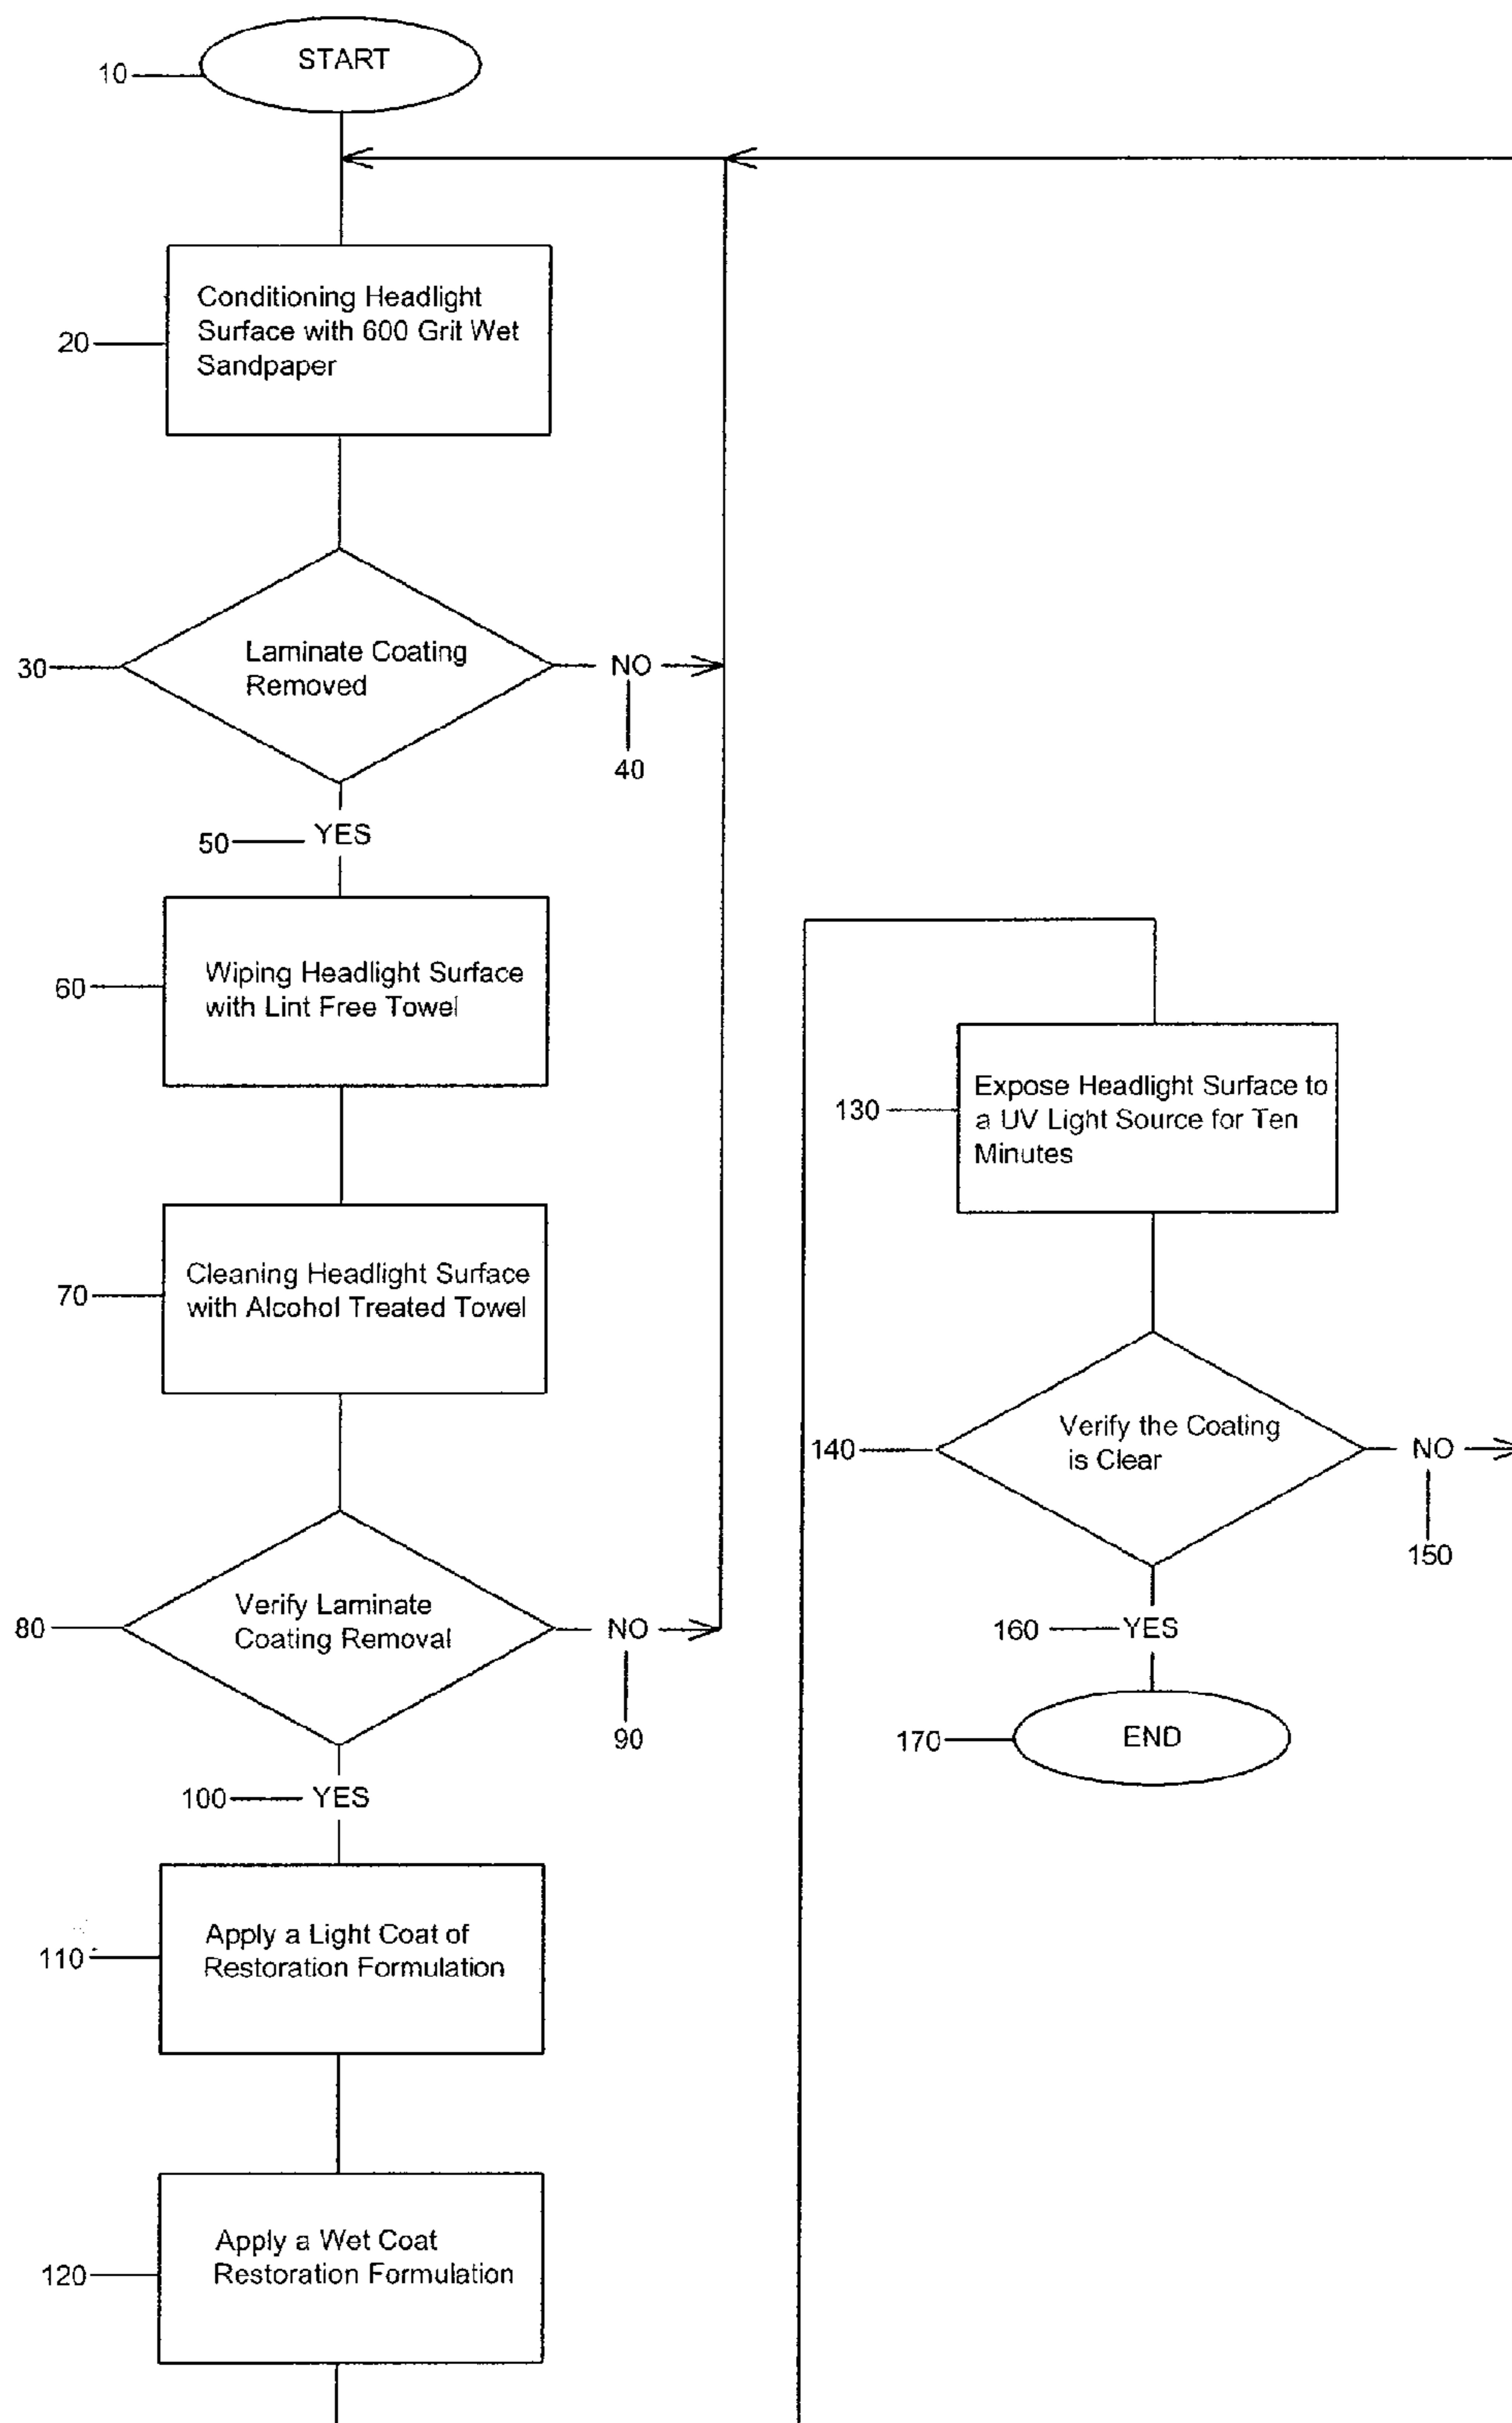 START
10
Conditioning Headlight
Surface with 600 Grit Wet
Sandpaper
20
Laminate Coating
Removed
30
NO
40
50
YES
Wiping Headlight Surface
with Lint Free Towel
60
Cleaning Headlight Surface
with Alcohol Treated Towel
70
Verify Laminate
Coating Removal
80
NO
90
100
YES
Apply a Light Coat of
Restoration Formulation
110
Apply a Wet Coat
Restoration Formulation
120
Expose Headlight Surface to
a UV Light Source for Ten
Minutes
130
Verify the Coating
is Clear
140
NO
150
160
YES
END
170